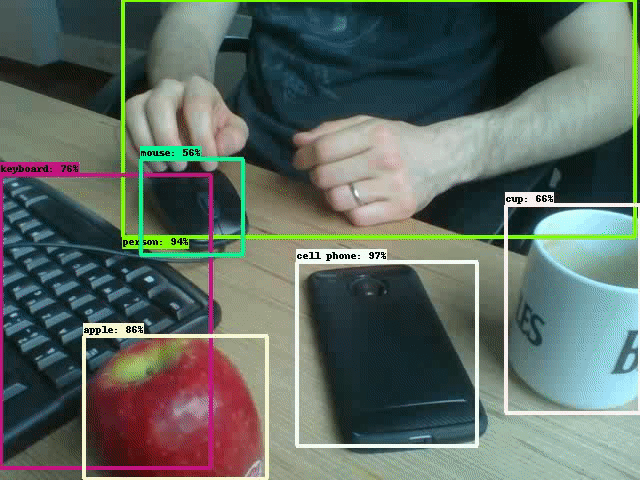 mouse: 56%
keyboard: 76%
cup: 66%
person: 94%
cell phone: 97%
LES
B
apple: 86%